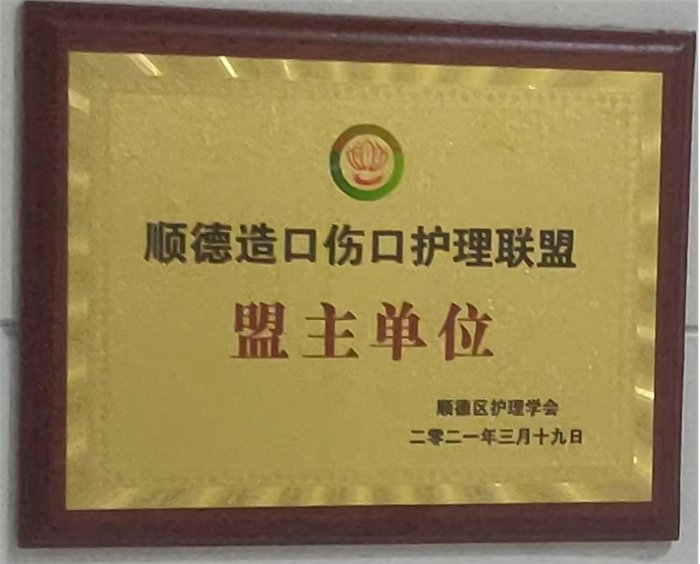 顺德造口伤口护理联盟
盟主单位
顺德区护理学会
二零二一年三月十九日